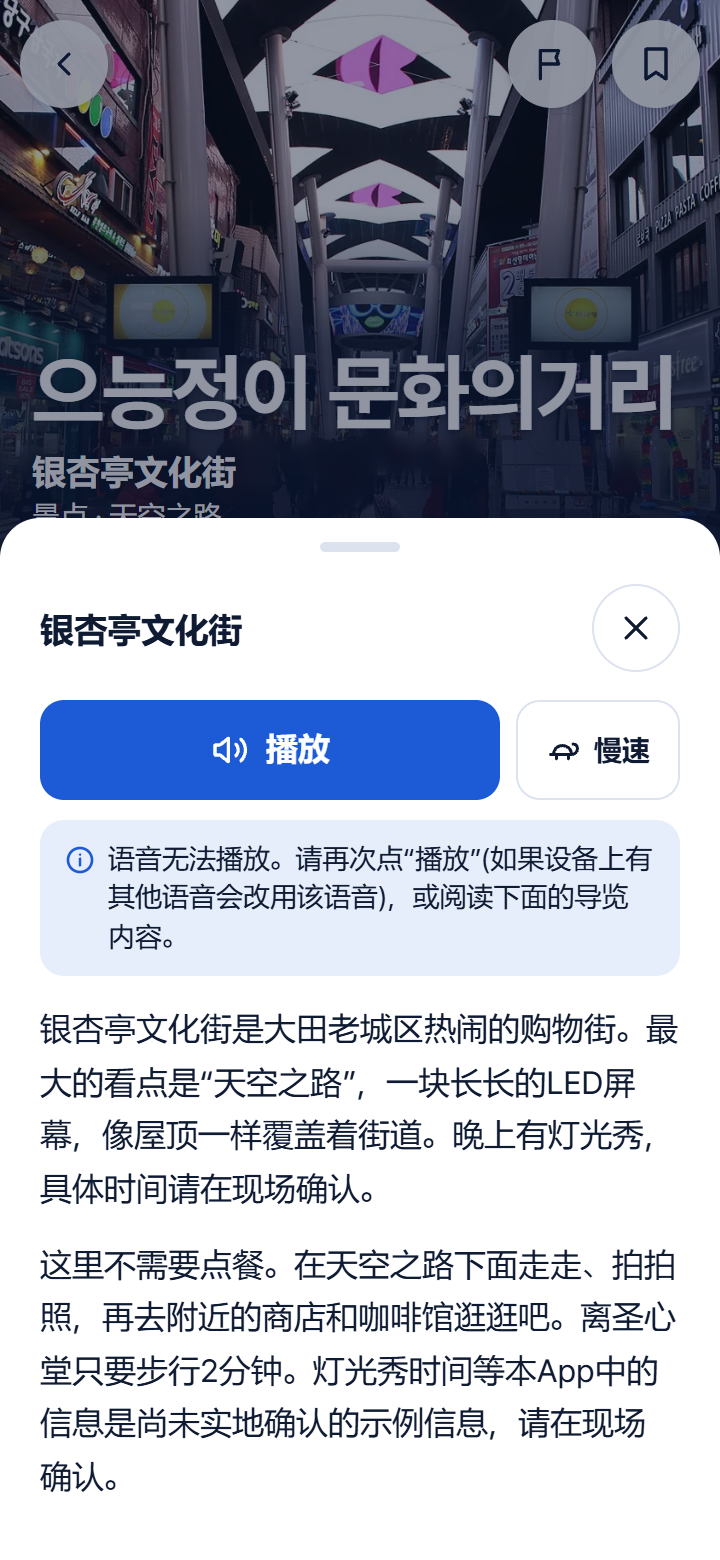 PIZZA PASTA COFF
으능정이 문화의거리
银杏亭文化街
景点 · 天空之路
银杏亭文化街
播放
慢速
语音无法播放。请再次点“播放”(如果设备上有
其他语音会改用该语音)，或阅读下面的导览
内容。
银杏亭文化街是大田老城区热闹的购物街。最
大的看点是“天空之路”，一块长长的LED屏
幕，像屋顶一样覆盖着街道。晚上有灯光秀，
具体时间请在现场确认。
这里不需要点餐。在天空之路下面走走、拍拍
照，再去附近的商店和咖啡馆逛逛吧。离圣心
堂只要步行2分钟。灯光秀时间等本App中的
信息是尚未实地确认的示例信息，请在现场
确认。